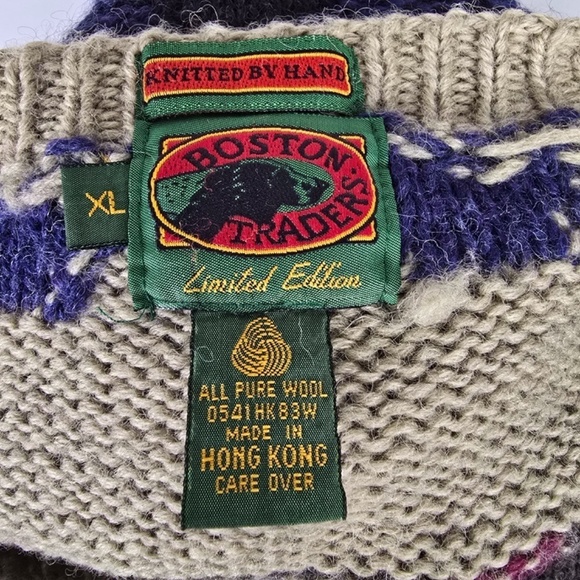 KNITTED BY HAND
BOSTON
TRADERS
XL
Limited Edition
ALL PURE WOOL
0541HK83W
MADE IN
HONG KONG
CARE OVER